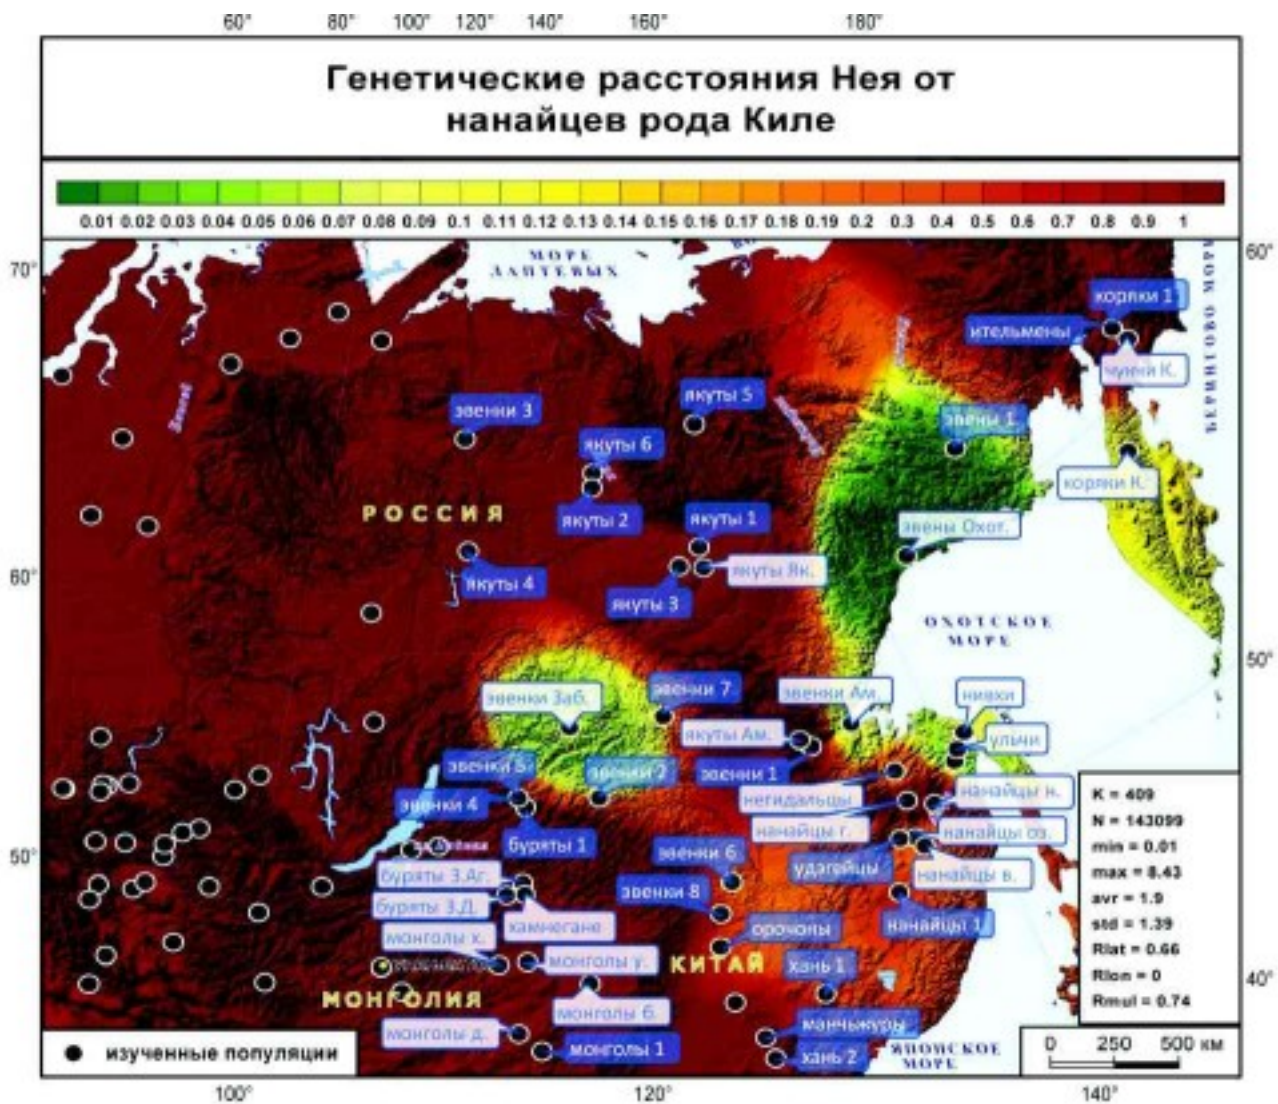 60° 80° 100° 120° 140° 160° 180°
Генетические расстояния Нея от
нанайцев рода Киле
0.01 0.02 0.03 0.04 0.05 0.06 0.07 0.08 0.09 0.1 0.11 0.12 0.13 0.14 0.15 0.16 0.17 0.18 0.19 0.2 0.3 0.4 0.5 0.6 0.7 0.8 0.9 1
70°
60°
МОРЕ
ЛАПТЕВЫХ
БЕРИНГОВО МОРЕ
коряки 1
ительмены
чукчи К.
якуты 5
эвенки 3
эвены 1
якуты 6
коряки К.
РОССИЯ
якуты 2
якуты 1
эвены Охот.
60°
якуты 4
якуты Як.
якуты 3
ОХОТСКОЕ
МОРЕ
50°
эвенки Заб.
эвенки 7
эвенки Ам.
нивхи
якуты Ам.
ульчи
эвенки 5
эвенки 2
эвенки 1
эвенки 4
негидальцы
нанайцы н.
нанайцы г.
нанайцы оз.
буряты 1
50°
эвенки 6
удэгейцы
нанайцы в.
буряты З.Аг.
эвенки 8
буряты З.Д.
хамнегане
нанайцы 1
монголы х.
орочоны
монголы у.
КИТАЙ
хань 1
МОНГОЛИЯ
монголы б.
40°
монголы д.
манчьжуры
монголы 1
хань 2
ЯПОНСКОЕ
МОРЕ
K = 409
N = 143099
min = 0.01
max = 8.43
avr = 1.9
std = 1.39
Rlat = 0.66
Rlon = 0
Rmul = 0.74
изученные популяции
0 250 500 км
100° 120° 140°